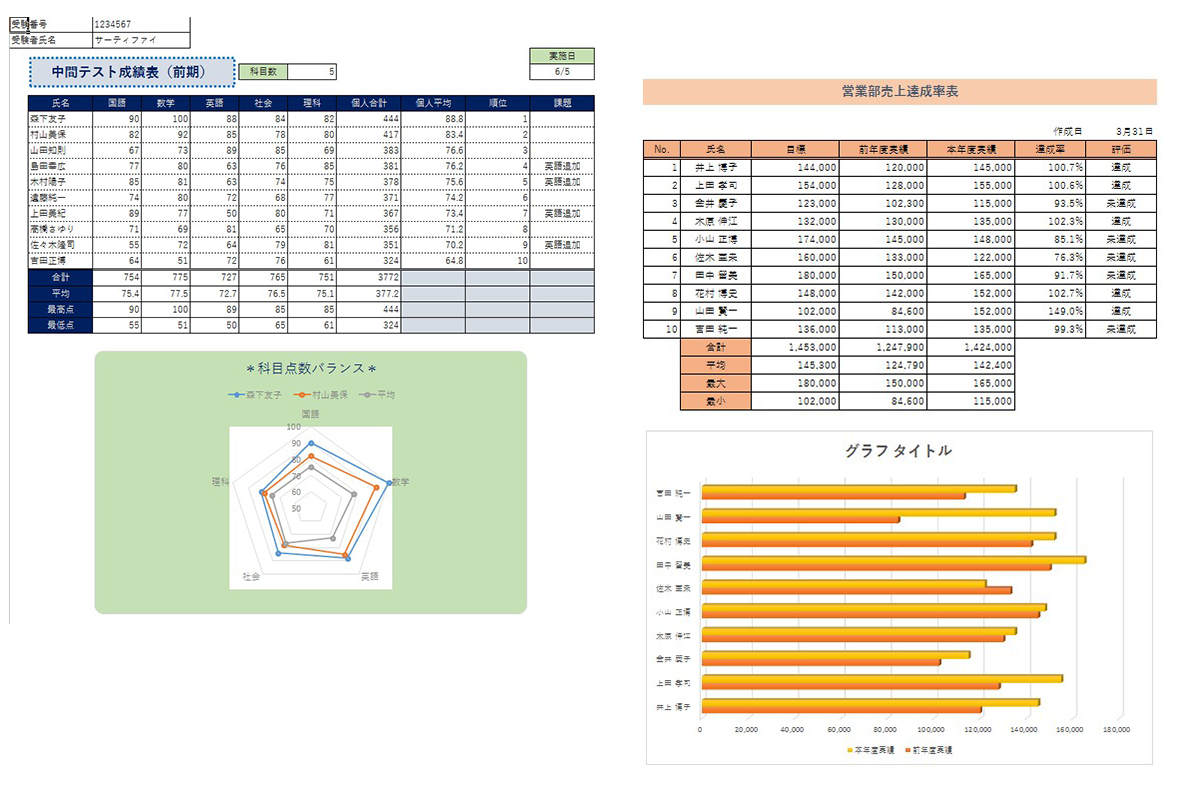 受験番号 1234567
受験者氏名 サーティファイ
実施日
中間テスト成績表（前期） 科目数 5
6/5
氏名 国語 数学 英語 社会 理科 個人合計 個人平均 順位 課題
森下友子 90 100 88 84 82 444 88.8 1
村山美保 82 92 85 78 80 417 83.4 2
山田知則 67 73 89 85 69 383 76.6 3
島田幸広 77 80 63 76 85 381 76.2 4 英語追加
木村陽子 85 81 63 74 75 378 75.6 5 英語追加
遠藤純一 74 80 72 68 77 371 74.2 6
上田美紀 89 77 50 80 71 367 73.4 7 英語追加
高橋さゆり 71 69 81 65 70 356 71.2 8
佐々木隆司 55 72 64 79 81 351 70.2 9 英語追加
吉田正博 64 51 72 76 61 324 64.8 10
合計 754 775 727 765 751 3772
平均 75.4 77.5 72.7 76.5 75.1 377.2
最高点 90 100 89 85 85 444
最低点 55 51 50 65 61 324
＊科目点数バランス＊
森下友子 村山美保 平均
国語
100
90
80
70
60
50
理科 数学
社会 英語
営業部売上達成率表
作成日 3月31日
No. 氏名 目標 前年度実績 本年度実績 達成率 評価
1 井上 博子 144,000 120,000 145,000 100.7% 達成
2 上田 孝司 154,000 128,000 155,000 100.6% 達成
3 金井 慶子 123,000 102,300 115,000 93.5% 未達成
4 木原 伸江 132,000 130,000 135,000 102.3% 達成
5 小山 正博 174,000 145,000 148,000 85.1% 未達成
6 佐木 亜未 160,000 133,000 122,000 76.3% 未達成
7 田中 留美 180,000 150,000 165,000 91.7% 未達成
8 花村 博史 148,000 142,000 152,000 102.7% 達成
9 山田 賢一 102,000 84,600 152,000 149.0% 達成
10 吉田 純一 136,000 113,000 135,000 99.3% 未達成
合計 1,453,000 1,247,900 1,424,000
平均 145,300 124,790 142,400
最大 180,000 150,000 165,000
最小 102,000 84,600 115,000
グラフ タイトル
吉田 純一
山田 賢一
花村 博史
田中 留美
佐木 亜未
小山 正博
木原 伸江
金井 慶子
上田 孝司
井上 博子
0 20,000 40,000 60,000 80,000 100,000 120,000 140,000 160,000 180,000
本年度実績 前年度実績